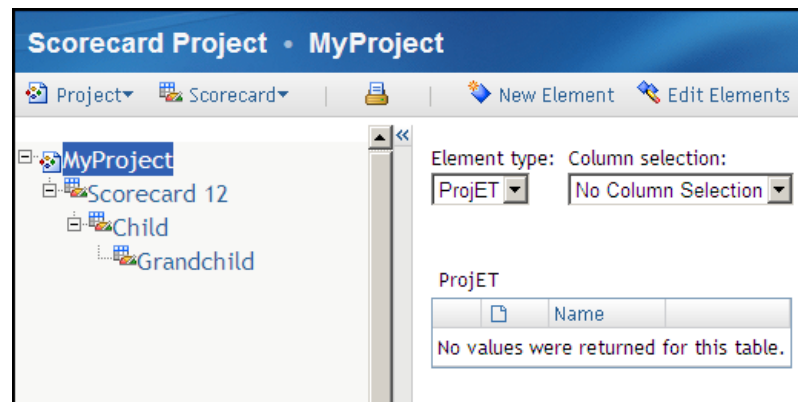 Scorecard Project • MyProject
Project Scorecard | | New Element Edit Elements
MyProject
Scorecard 12
Child
Grandchild
Element type: Column selection:
ProjET No Column Selection
ProjET
Name
No values were returned for this table.